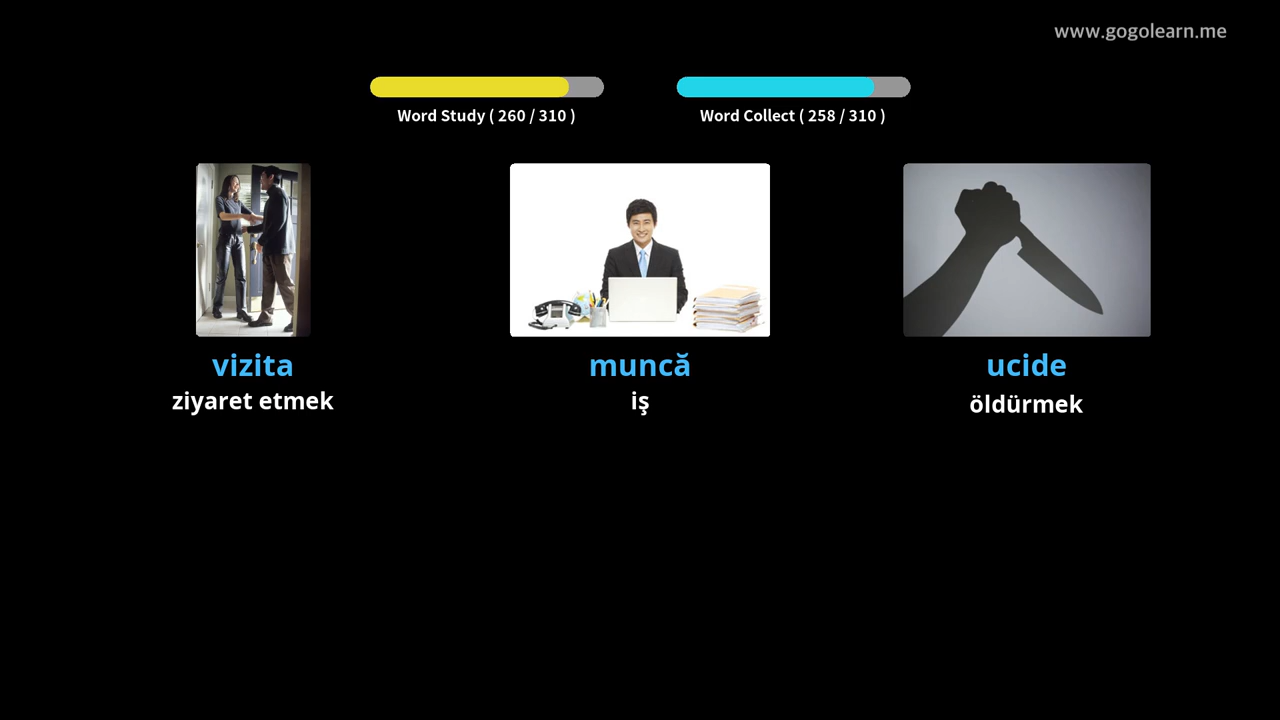 www.gogolearn.me
Word Study ( 260 / 310 )
Word Collect ( 258 / 310 )
vizita
ziyaret etmek
muncă
iş
ucide
öldürmek